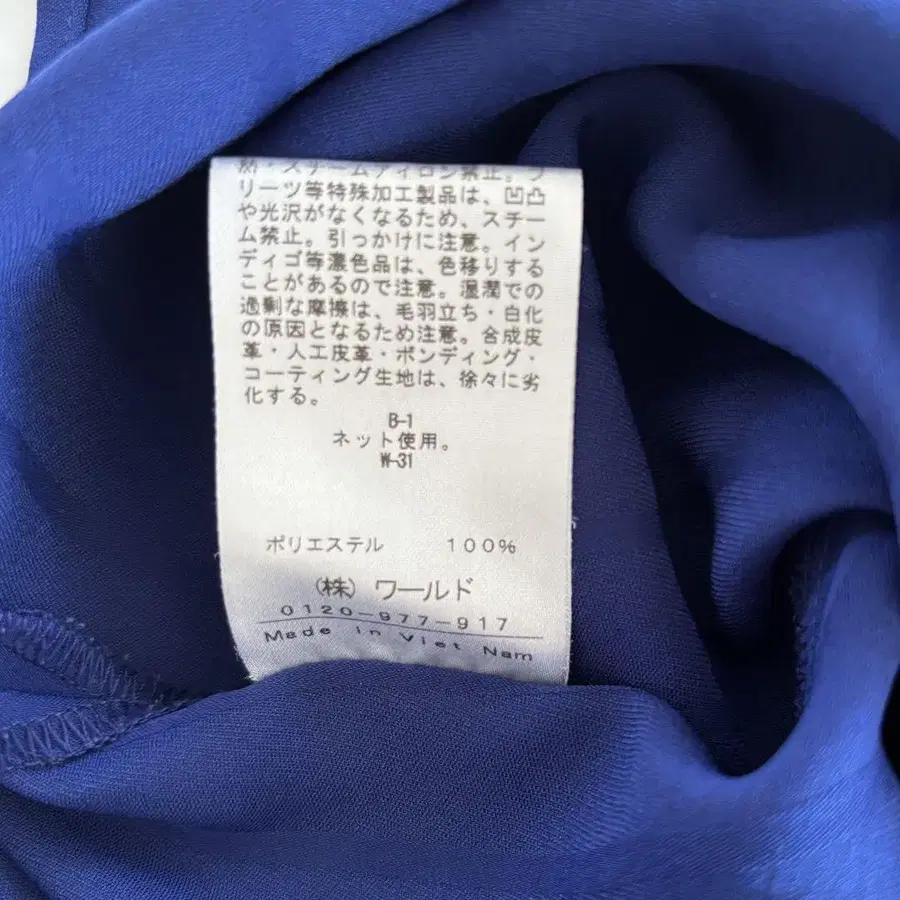 スチームアイロン禁止。プ
リーツ等特殊加工製品は、凹凸
や光沢がなくなるため、スチー
ム禁止。引っかけに注意。イン
ディゴ等濃色品は、色移りする
ことがあるので注意。湿潤での
過剰な摩擦は、毛羽立ち・白化
の原因となるため注意。合成皮
革・人工皮革・ボンディング・
コーティング生地は、徐々に劣
化する。
B-1
ネット使用。
W-31
ポリエステル 100%
(株) ワールド
0120-977-917
Made in Viet Nam